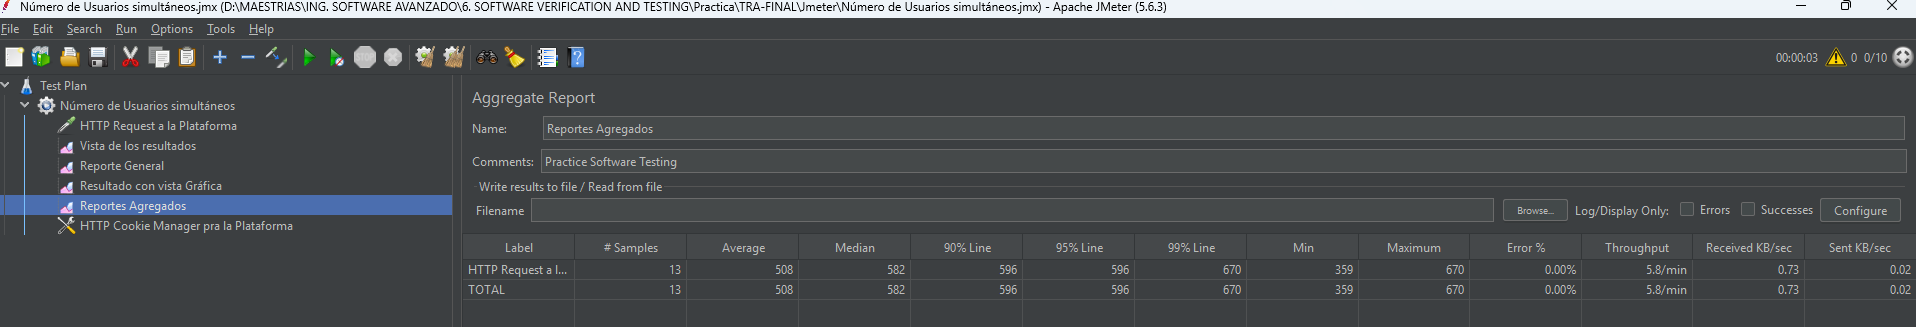 Número de Usuarios simultáneos.jmx (D:\MAESTRIAS\ING. SOFTWARE AVANZADO\6. SOFTWARE VERIFICATION AND TESTING\Practica\TRA-FINAL\Jmeter\Número de Usuarios simultáneos.jmx) - Apache JMeter (5.6.3)
File Edit Search Run Options Tools Help
STOP 00:00:03 0 0/10
Test Plan
Número de Usuarios simultáneos
HTTP Request a la Plataforma
Vista de los resultados
Reporte General
Resultado con vista Gráfica
Reportes Agregados
HTTP Cookie Manager pra la Plataforma
Aggregate Report
Name: Reportes Agregados
Comments: Practice Software Testing
Write results to file / Read from file
Filename Browse... Log/Display Only: Errors Successes Configure
Label # Samples Average Median 90% Line 95% Line 99% Line Min Maximum Error % Throughput Received KB/sec Sent KB/sec
HTTP Request a l... 13 508 582 596 596 670 359 670 0.00% 5.8/min 0.73 0.02
TOTAL 13 508 582 596 596 670 359 670 0.00% 5.8/min 0.73 0.02